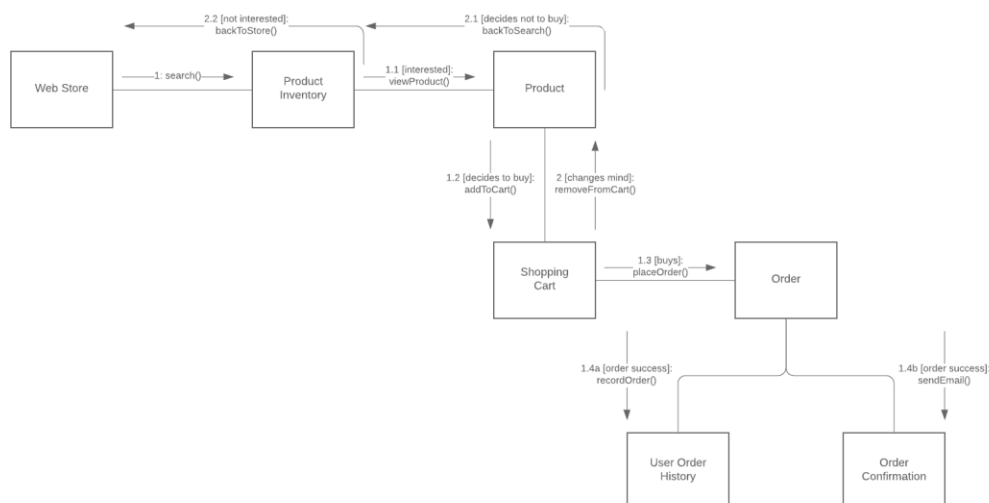 2.2 [not interested]:
backToStore()
2.1 [decides not to buy]:
backToSearch()
Web Store
1: search()
Product
Inventory
1.1 [interested]:
viewProduct()
Product
1.2 [decides to buy]:
addToCart()
2 [changes mind]:
removeFromCart()
Shopping
Cart
1.3 [buys]:
placeOrder()
Order
1.4a [order success]:
recordOrder()
1.4b [order success]:
sendEmail()
User Order
History
Order
Confirmation